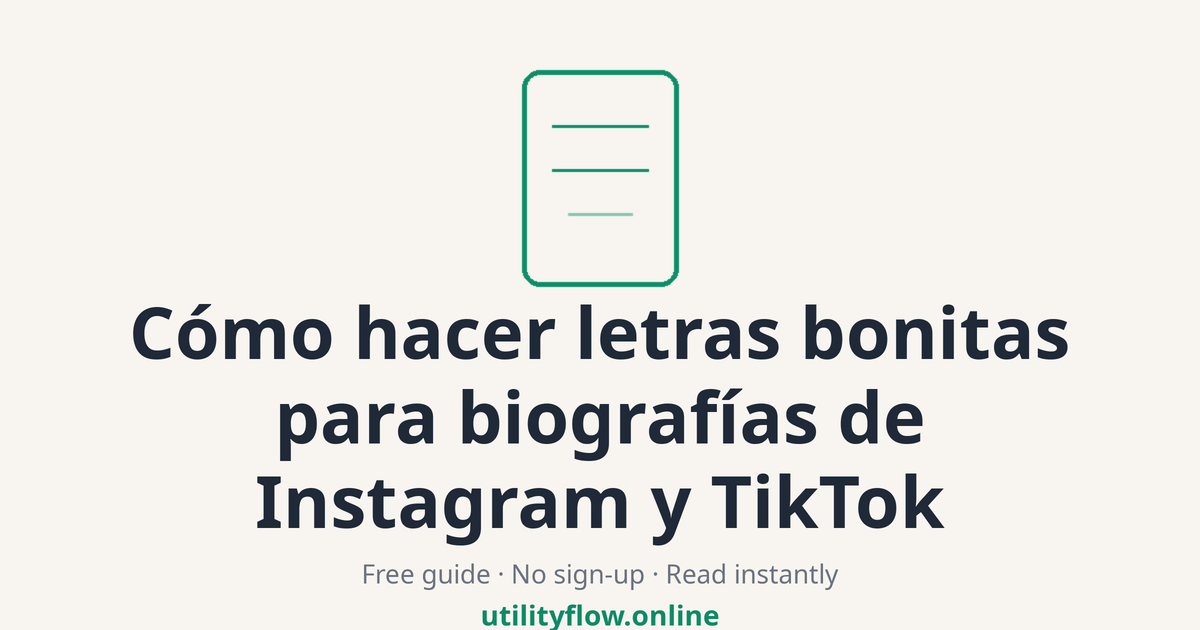 Cómo hacer letras bonitas
para biografías de
Instagram y TikTok
Free guide · No sign-up · Read instantly
utilityflow.online